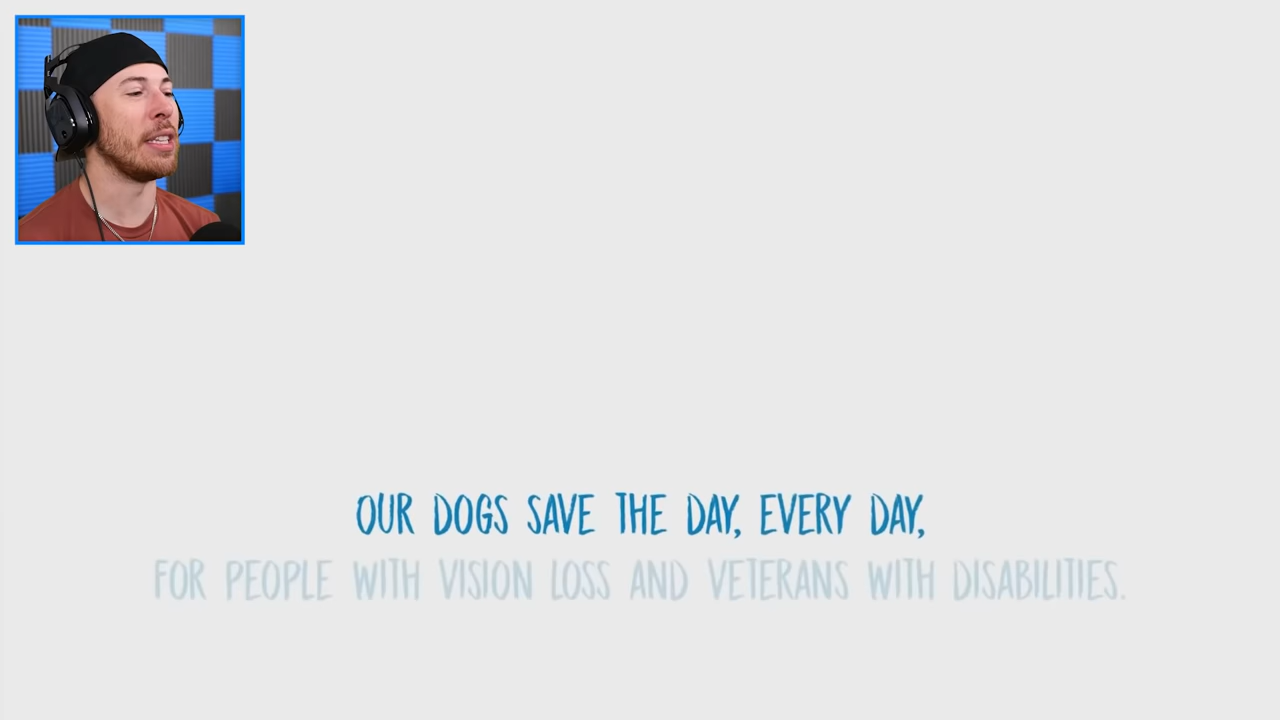 OUR DOGS SAVE THE DAY, EVERY DAY,
FOR PEOPLE WITH VISION LOSS AND VETERANS WITH DISABILITIES.